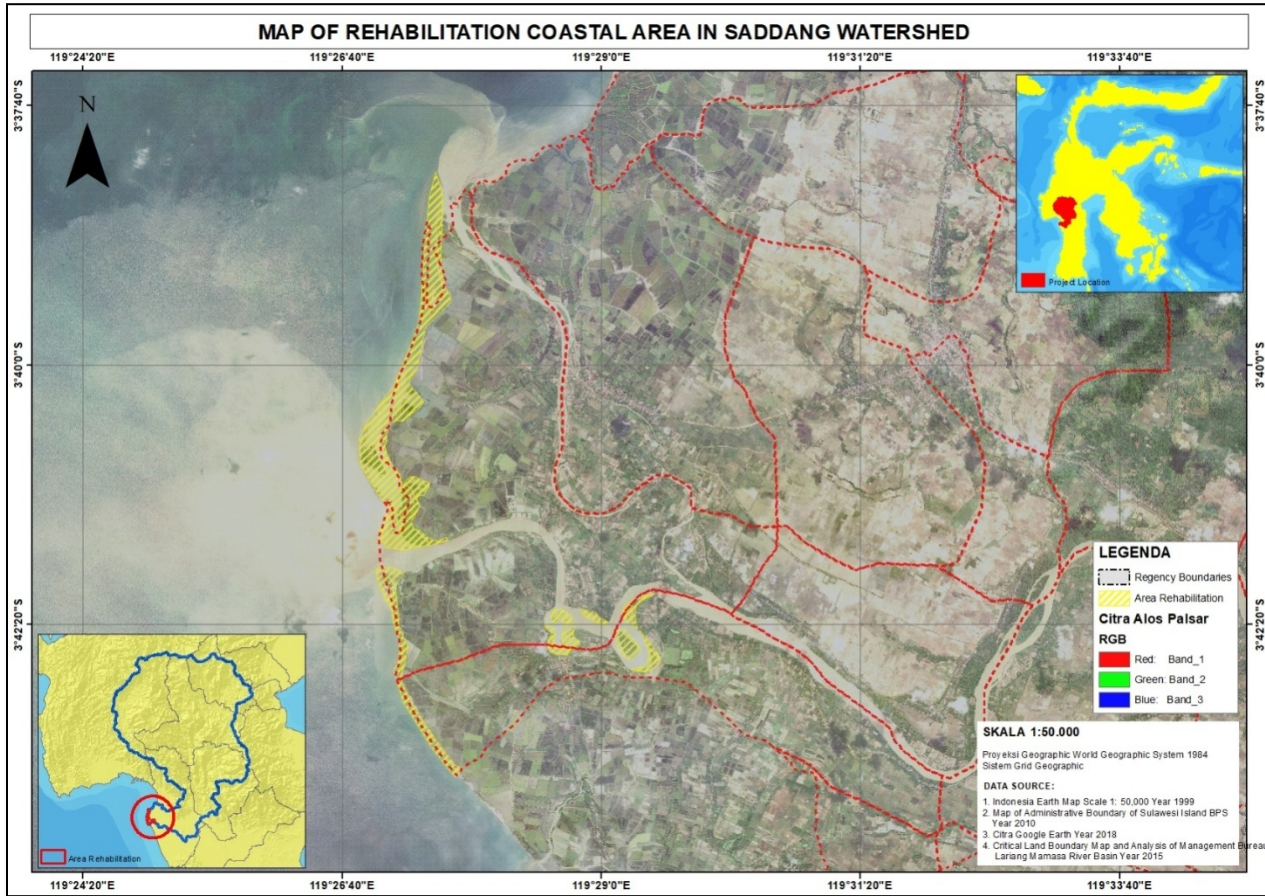 MAP OF REHABILITATION COASTAL AREA IN SADDANG WATERSHED
119°24'20"E 119°26'40"E 119°29'0"E 119°31'20"E 119°33'40"E
3°37'40"S 3°37'40"S
N
Project Location
3°40'0"S 3°40'0"S
LEGENDA
Regency Boundaries
Area Rehabilitation
Citra Alos Palsar
RGB
Red: Band_1
Green: Band_2
Blue: Band_3
3°42'20"S 3°42'20"S
SKALA 1:50.000
Proyeksi Geographic World Geographic System 1984
Sistem Grid Geographic
DATA SOURCE:
1. Indonesia Earth Map Scale 1: 50,000 Year 1999
2. Map of Administrative Boundary of Sulawesi Island BPS
Year 2010
3. Citra Google Earth Year 2018
4. Critical Land Boundary Map and Analysis of Management Bureau
Lariang Mamasa River Basin Year 2015
Area Rehabilitation
119°24'20"E 119°26'40"E 119°29'0"E 119°31'20"E 119°33'40"E